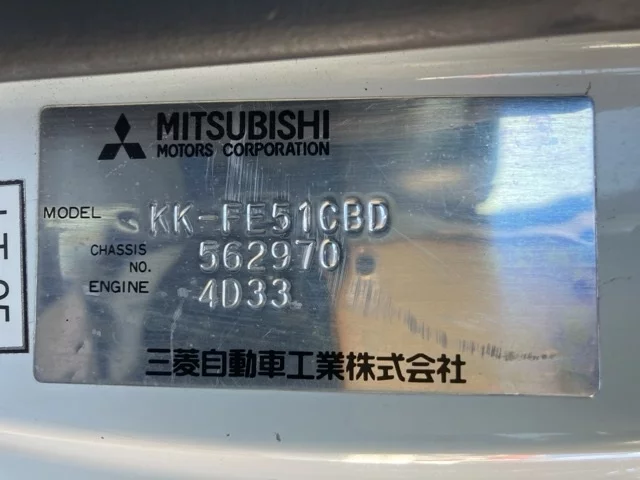 MITSUBISHI
MOTORS CORPORATION
MODEL KK-FE51CBD
CHASSIS NO. 562970
ENGINE 4D33
三菱自動車工業株式会社